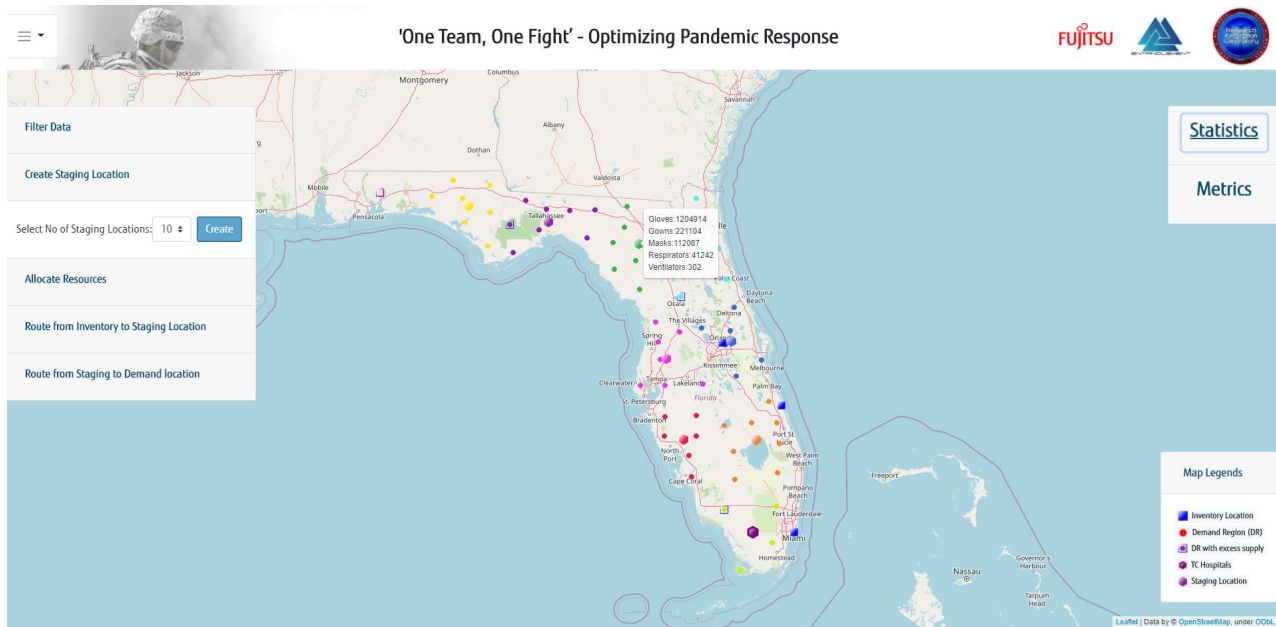 'One Team, One Fight' - Optimizing Pandemic Response
FUJITSU
ENTANGLEMENT
Filter Data
Create Staging Location
Select No of Staging Locations: 10 Create
Allocate Resources
Route from Inventory to Staging Location
Route from Staging to Demand location
Statistics
Metrics
Jackson
Montgomery
Columbus
Savannah
Albany
Dothan
Valdosta
Mobile
Pensacola
Tallahassee
Gloves:1204914
Gowns:221104
Masks:112087
Respirators:41242
Ventilators:302
Palm Coast
Daytona
Beach
Ocala
Deltona
The Villages
Spring
Hill
Orlando
Kissimmee
Melbourne
Clearwater
Tampa
Lakeland
Palm Bay
St. Petersburg
Florida
Bradenton
Port St.
Lucie
North
Port
West Palm
Beach
Cape Coral
Pompano
Beach
Freeport
Fort Lauderdale
Miami
Homestead
Nassau
Governor's
Harbour
Tarpum
Head
Map Legends
Inventory Location
Demand Region (DR)
DR with excess supply
TC Hospitals
Staging Location
Leaflet | Data by © OpenStreetMap, under ODbL.